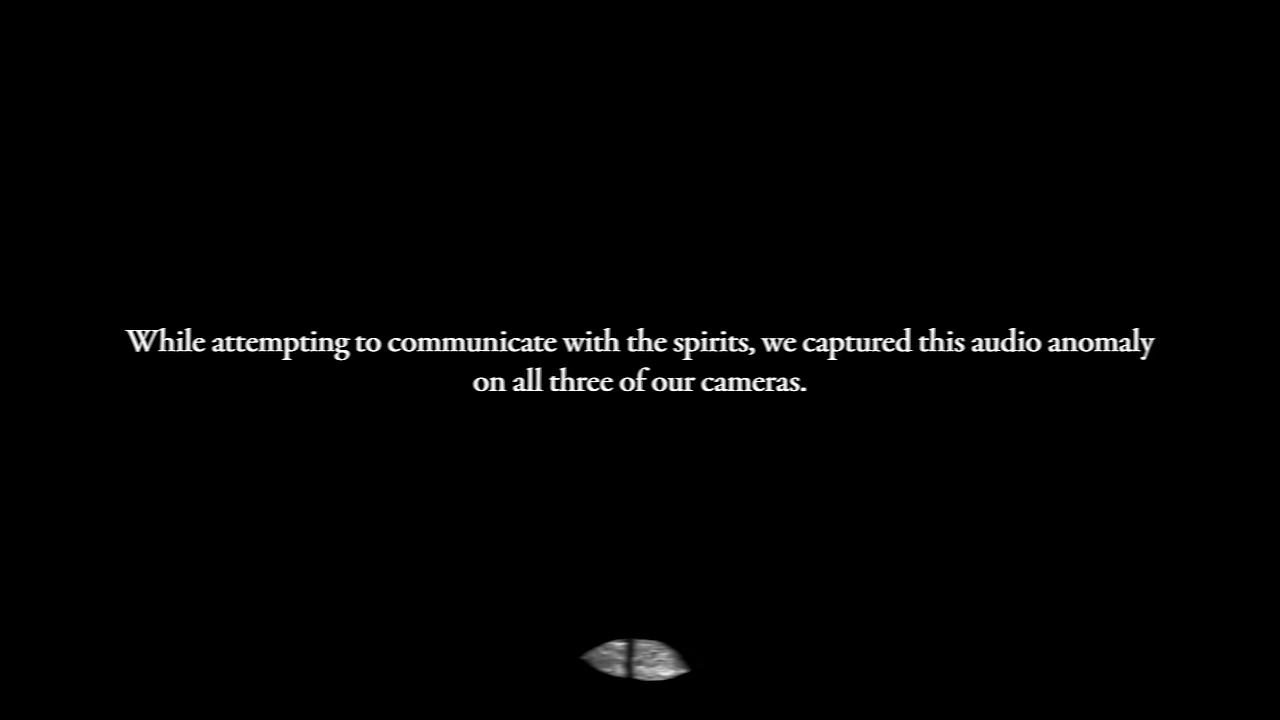 While attempting to communicate with the spirits, we captured this audio anomaly
on all three of our cameras.